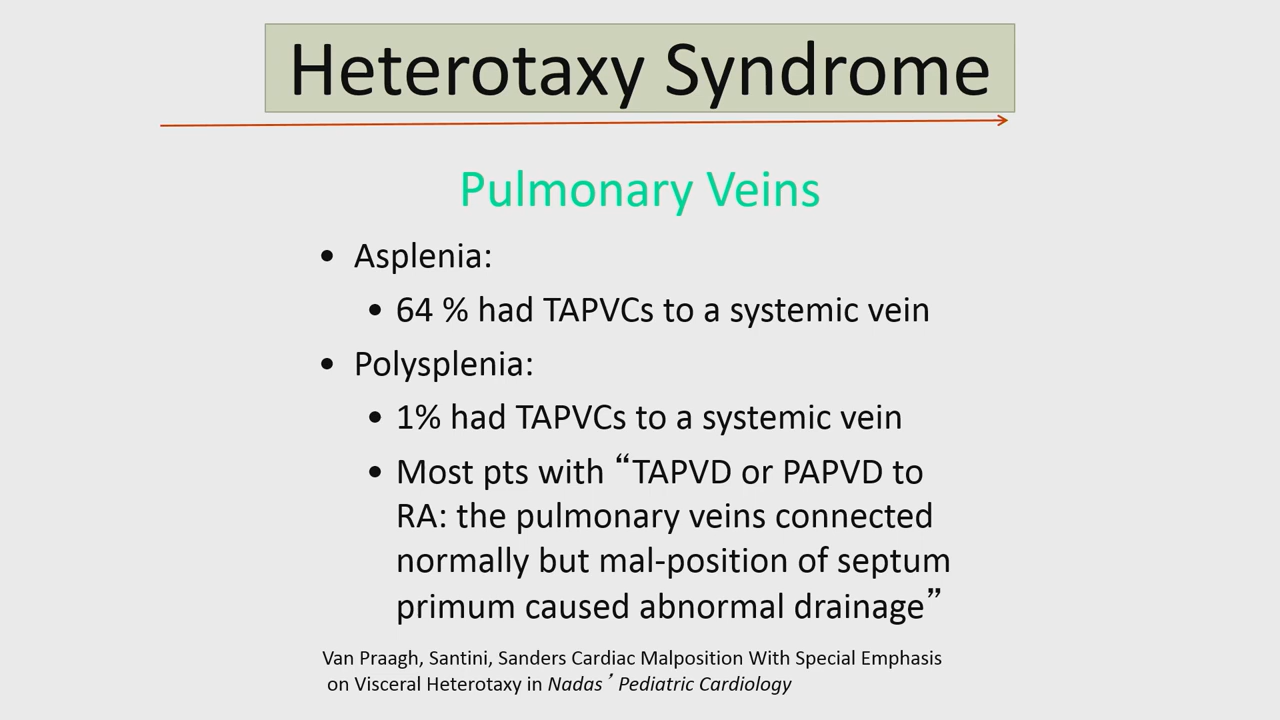 Heterotaxy Syndrome
Pulmonary Veins
• Asplenia:
• 64 % had TAPVCs to a systemic vein
• Polysplenia:
• 1% had TAPVCs to a systemic vein
• Most pts with “TAPVD or PAPVD to
RA: the pulmonary veins connected
normally but mal-position of septum
primum caused abnormal drainage”
Van Praagh, Santini, Sanders Cardiac Malposition With Special Emphasis
on Visceral Heterotaxy in Nadas’ Pediatric Cardiology